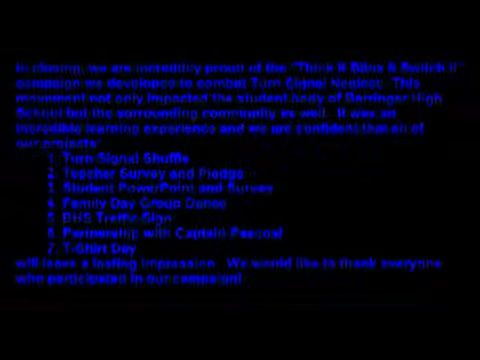 In closing, we are incredibly proud of the "Think It Blink It Switch It"
campaign we developed to combat Turn Signal Neglect. This
movement not only impacted the student body of Barringer High
School but the surrounding community as well. It was an
incredible learning experience and we are confident that all of
our projects:
1. Turn Signal Shuffle
2. Teacher Survey and Pledge
3. Student PowerPoint and Survey
4. Family Day Group Dance
5. BHS Traffic Sign
6. Partnership with Captain Pascoal
7. T-Shirt Day
will leave a lasting impression. We would like to thank everyone
who participated in our campaign!